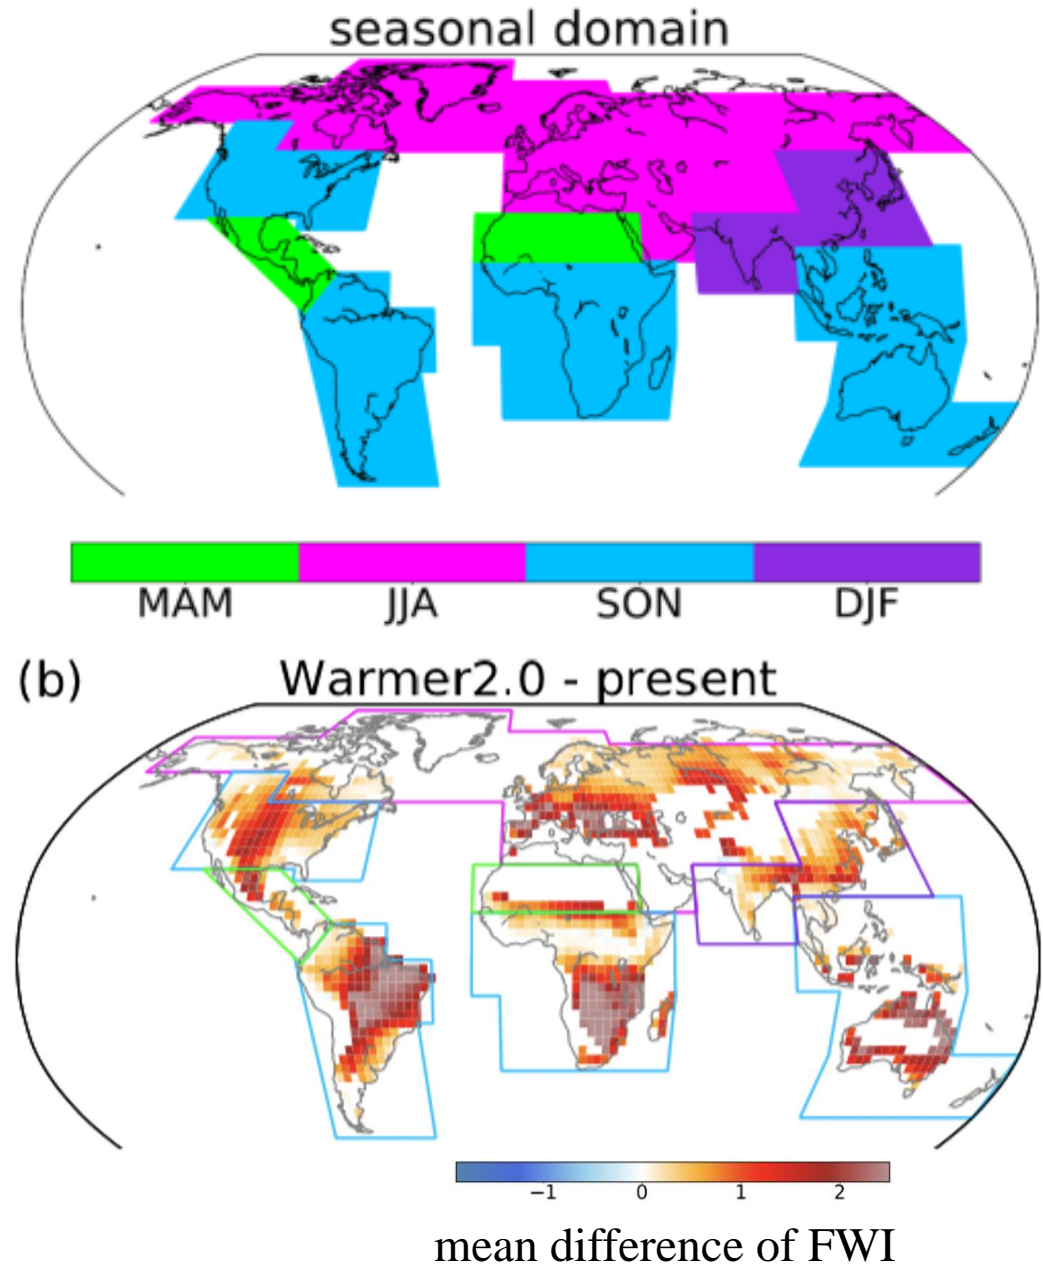 seasonal domain
MAM JJA SON DJF
(b) Warmer2.0 - present
−1 0 1 2
mean difference of FWI